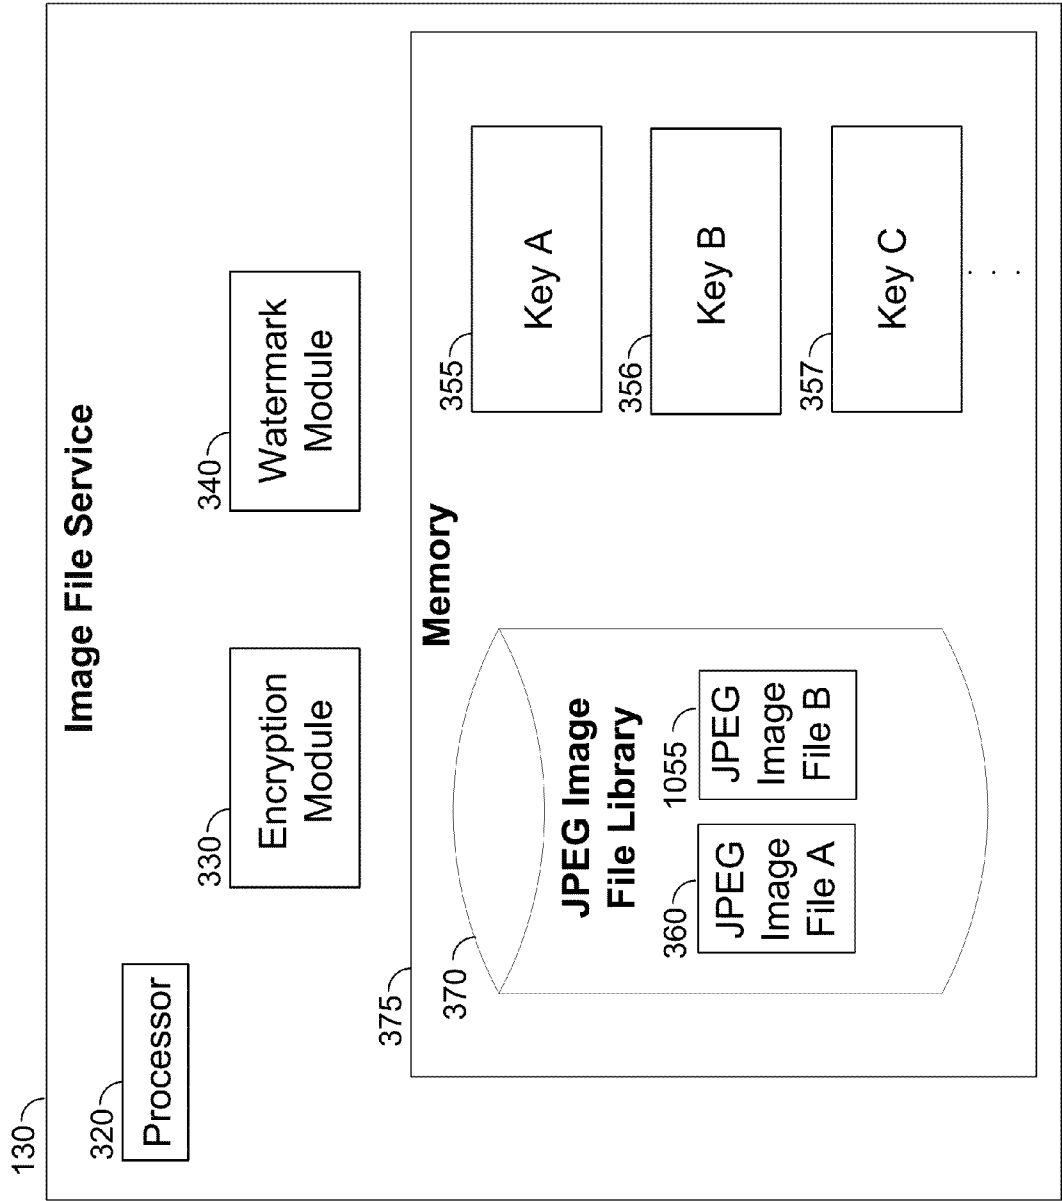 130
Image File Service
320
Processor
330
Encryption
Module
340
Watermark
Module
375
Memory
370
JPEG Image
File Library
360
JPEG
Image
File A
1055
JPEG
Image
File B
355
Key A
356
Key B
357
Key C
. . .